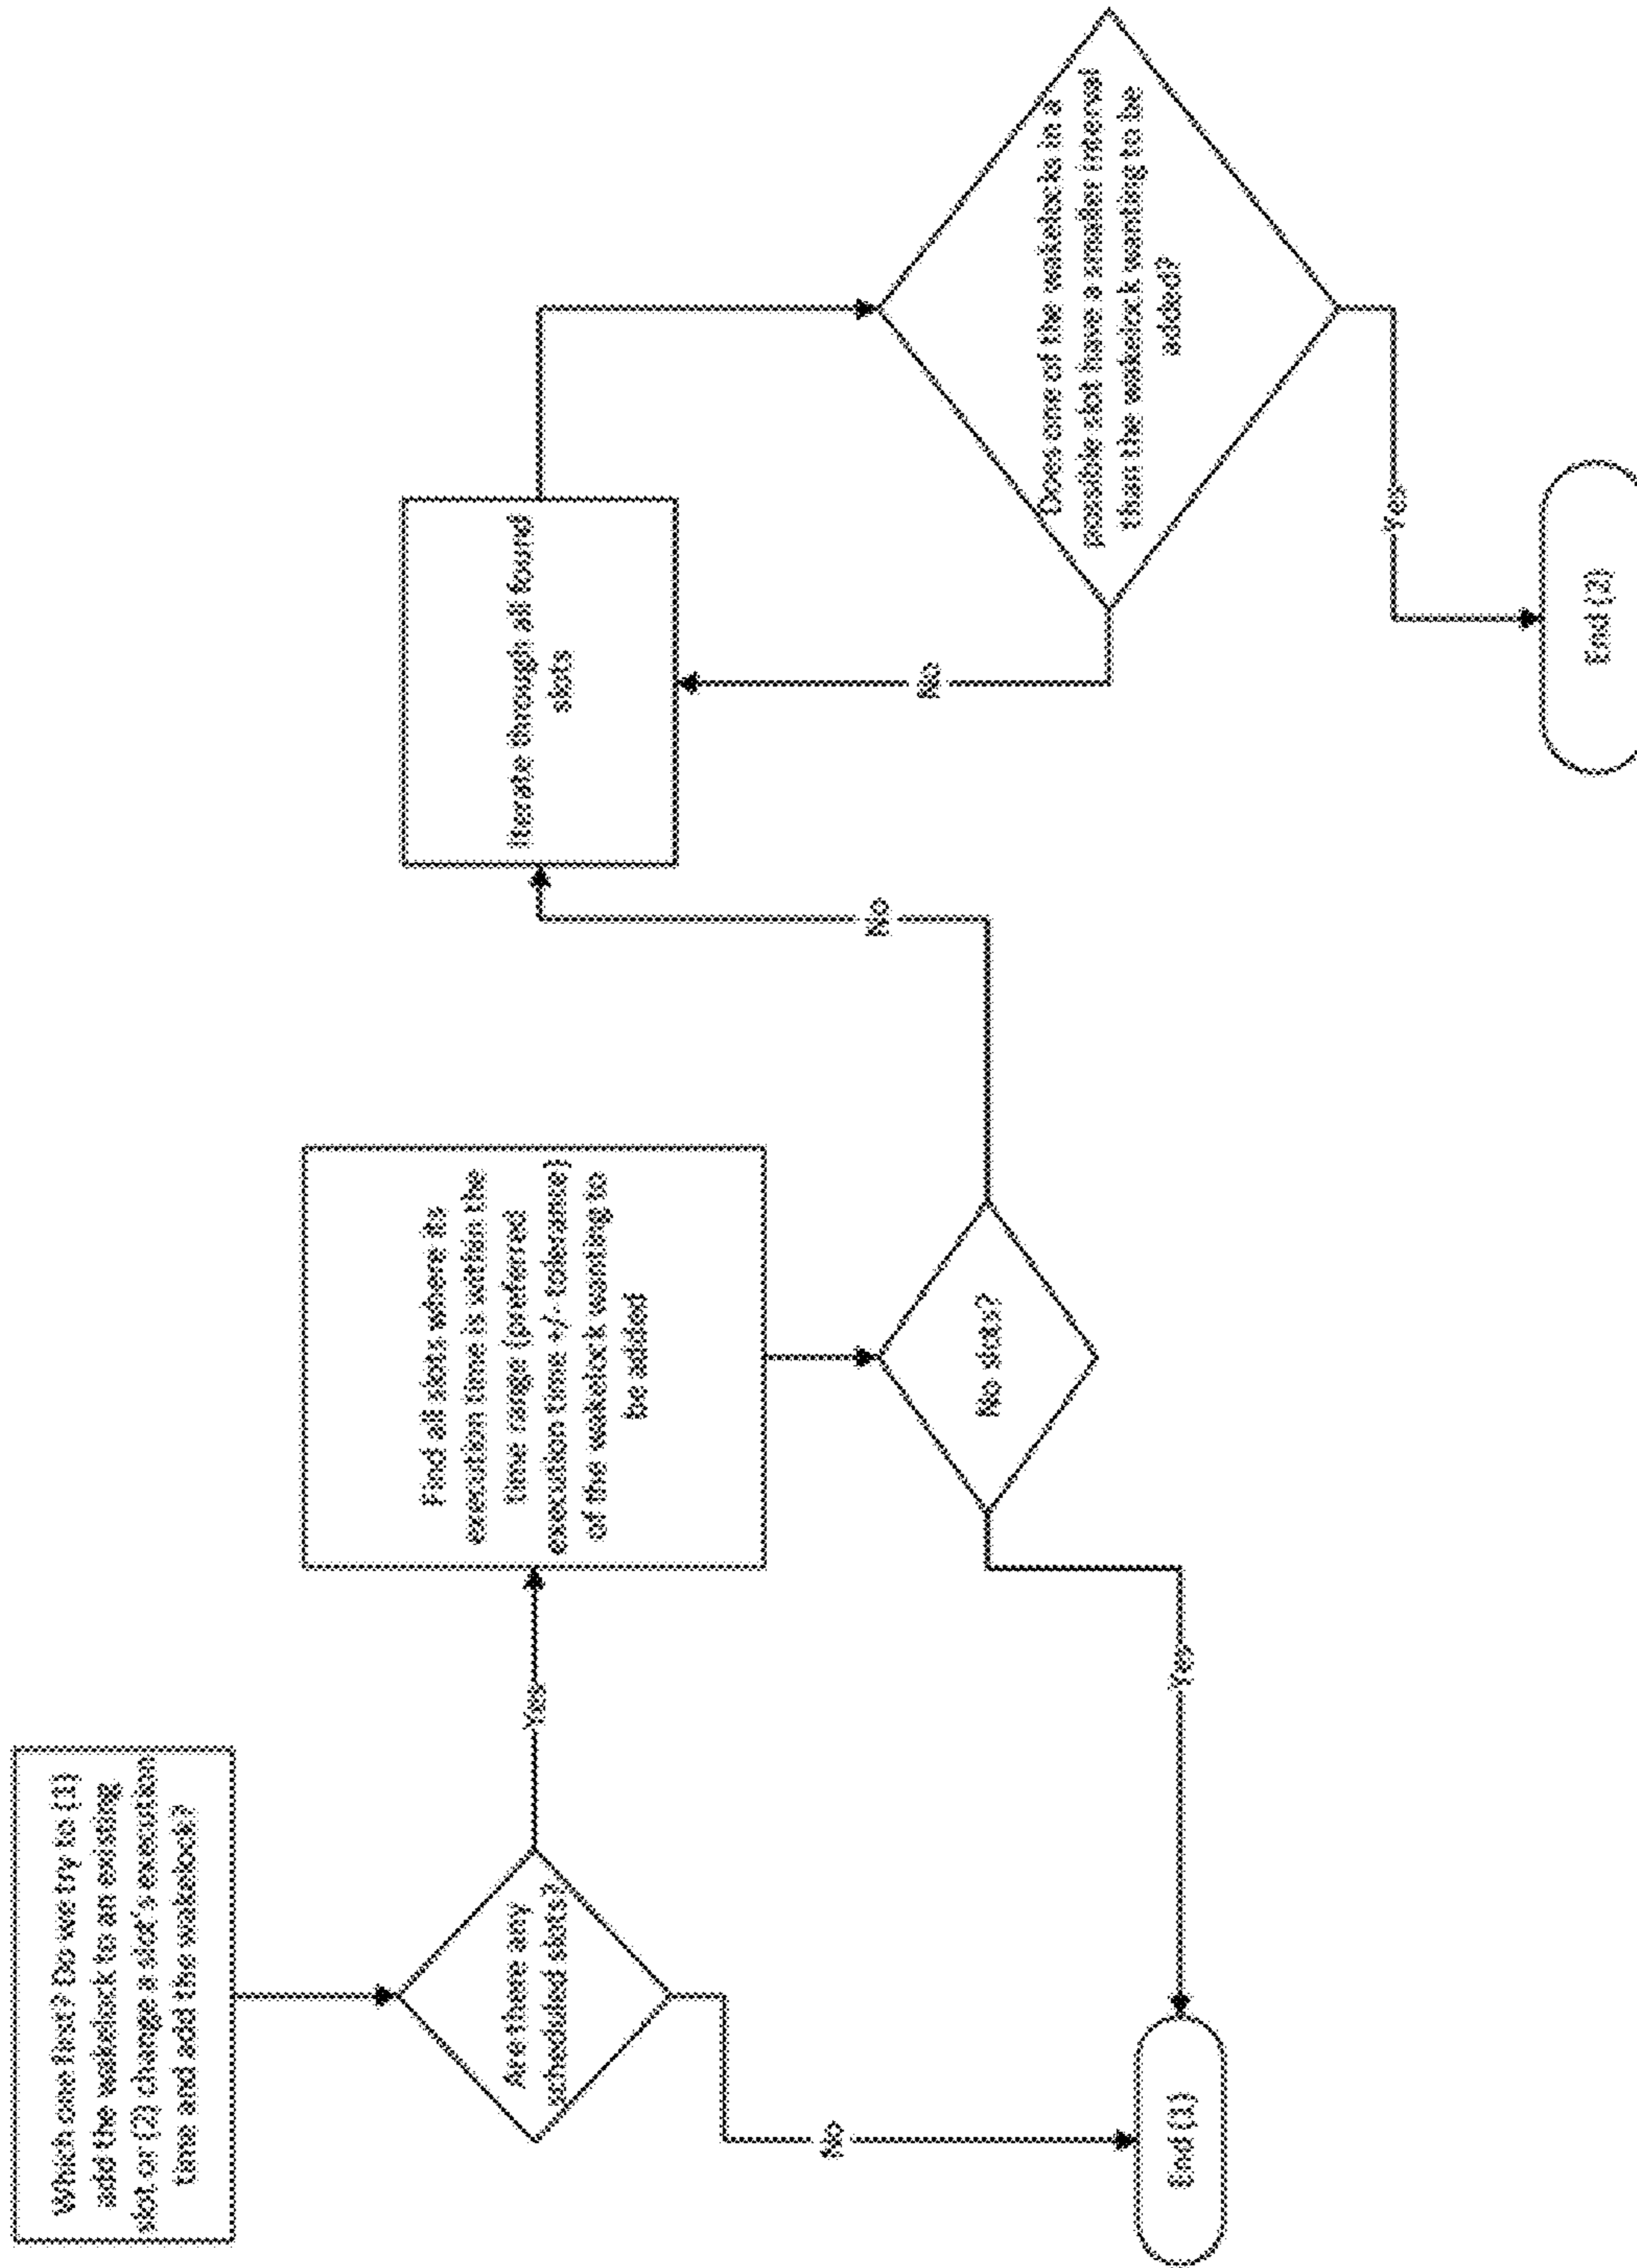 Which one first? Do we try to (1)
add the wakelock to an existing
slot or (2) change a slot's execution
time and add the wakelock?
Are there any
scheduled slots?
Yes
No
Find all slots where its
execution time is within the
time range (preferred
execution time +/- tolerance)
of the wakelock wanting to
be added
No slots?
Yes
No
End (1)
Iterate through all found
slots
Does one of the wakelocks in a
possible slot have a smaller interval
than the wakelock wanting to be
added?
No
Yes
End (2)